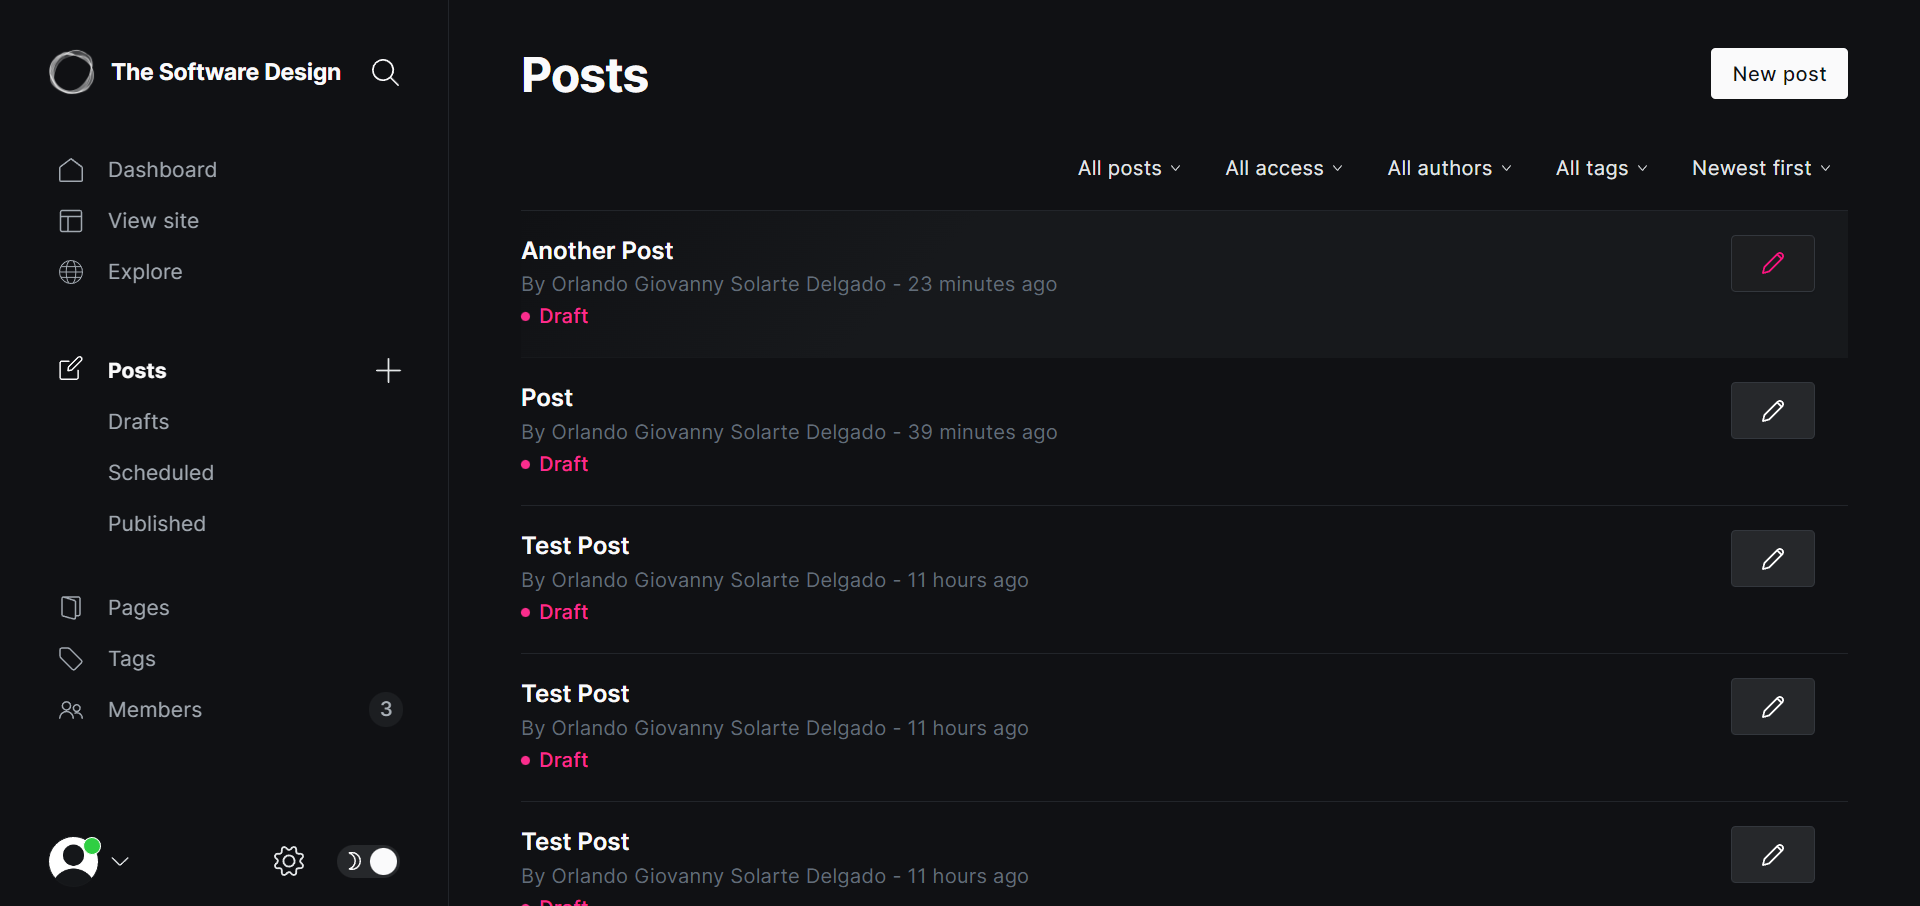 The Software Design
Dashboard
View site
Explore
Posts
Drafts
Scheduled
Published
Pages
Tags
Members 3
Posts
New post
All posts All access All authors All tags Newest first
Another Post
By Orlando Giovanny Solarte Delgado - 23 minutes ago
Draft
Post
By Orlando Giovanny Solarte Delgado - 39 minutes ago
Draft
Test Post
By Orlando Giovanny Solarte Delgado - 11 hours ago
Draft
Test Post
By Orlando Giovanny Solarte Delgado - 11 hours ago
Draft
Test Post
By Orlando Giovanny Solarte Delgado - 11 hours ago
Draft